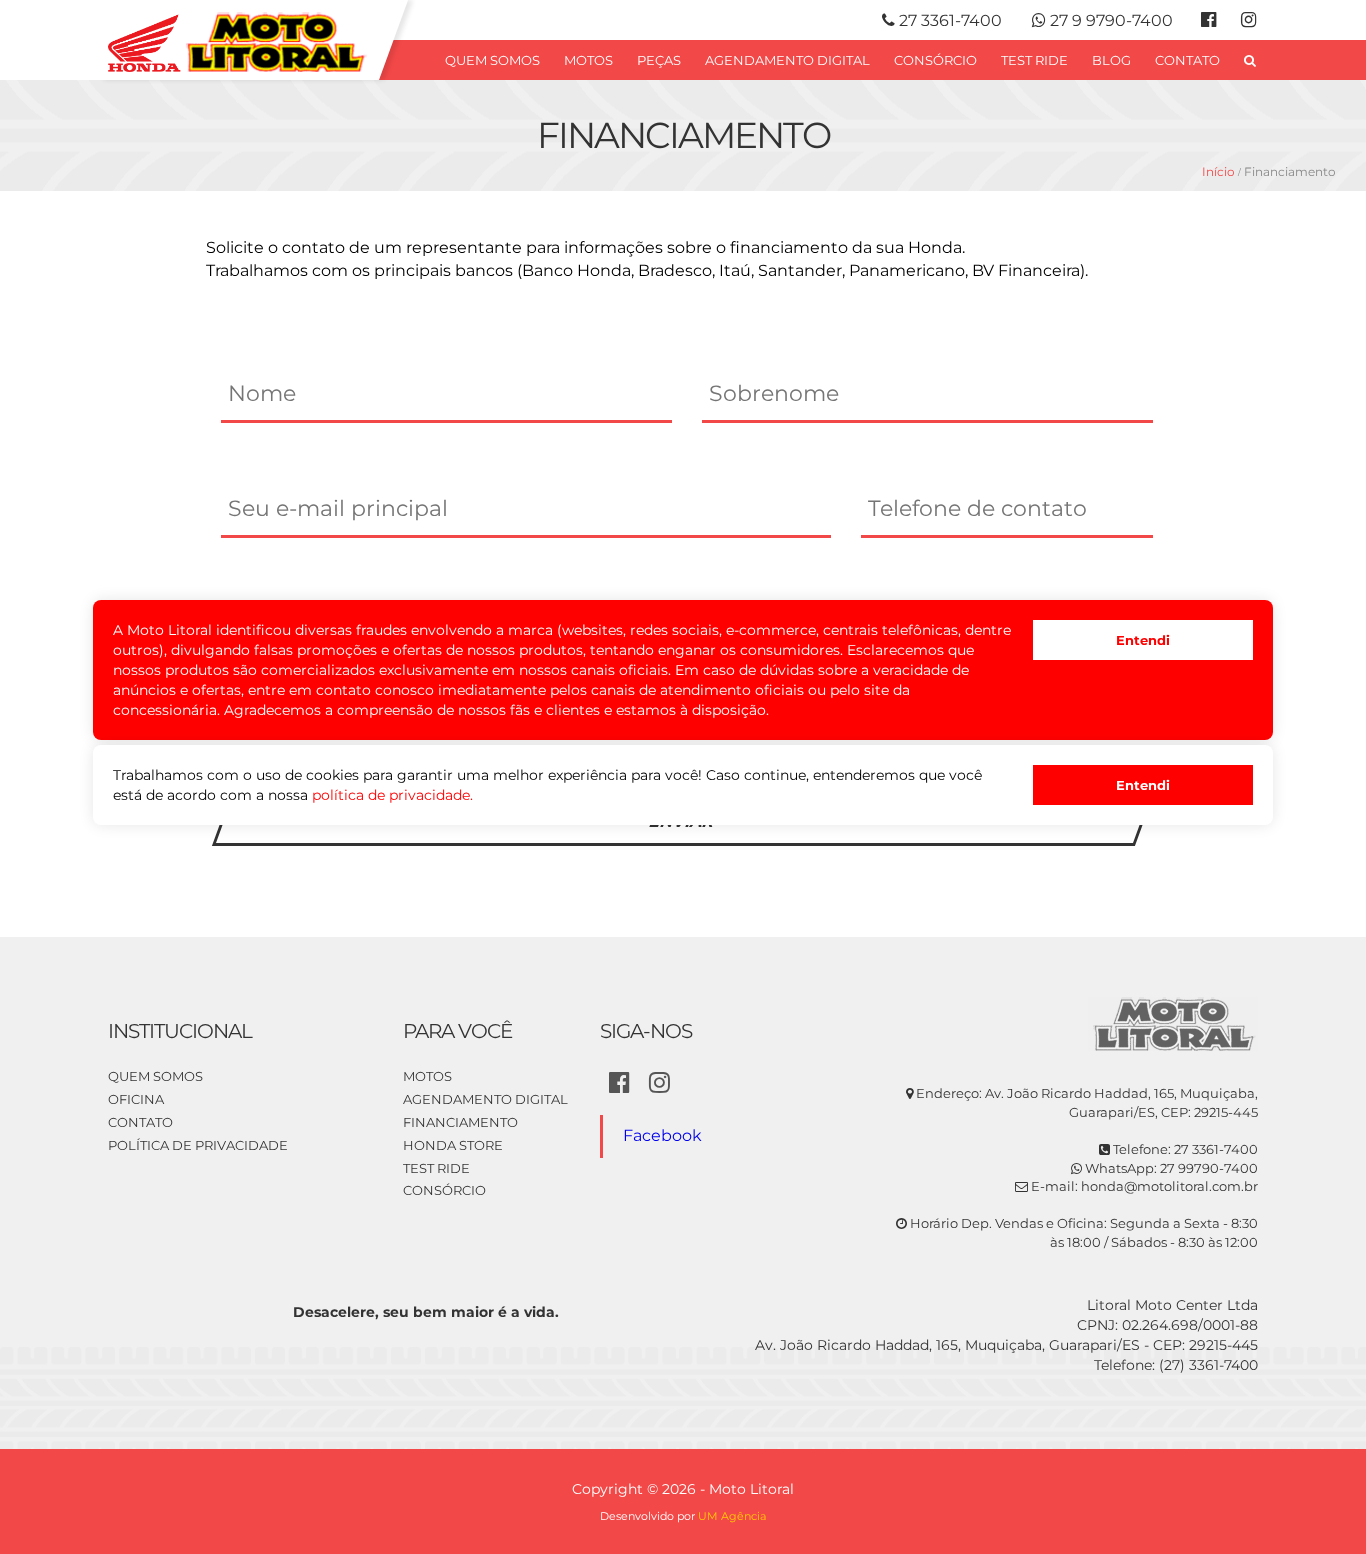 HONDA
MOTO LITORAL
27 3361-7400 27 9 9790-7400
QUEM SOMOS MOTOS PEÇAS AGENDAMENTO DIGITAL CONSÓRCIO TEST RIDE BLOG CONTATO
FINANCIAMENTO
Início / Financiamento
Solicite o contato de um representante para informações sobre o financiamento da sua Honda.
Trabalhamos com os principais bancos (Banco Honda, Bradesco, Itaú, Santander, Panamericano, BV Financeira).
Nome Sobrenome
Seu e-mail principal Telefone de contato
A Moto Litoral identificou diversas fraudes envolvendo a marca (websites, redes sociais, e-commerce, centrais telefônicas, dentre
outros), divulgando falsas promoções e ofertas de nossos produtos, tentando enganar os consumidores. Esclarecemos que
nossos produtos são comercializados exclusivamente em nossos canais oficiais. Em caso de dúvidas sobre a veracidade de
anúncios e ofertas, entre em contato conosco imediatamente pelos canais de atendimento oficiais ou pelo site da
concessionária. Agradecemos a compreensão de nossos fãs e clientes e estamos à disposição.
Entendi
Trabalhamos com o uso de cookies para garantir uma melhor experiência para você! Caso continue, entenderemos que você
está de acordo com a nossa política de privacidade.
Entendi
ENVIAR
INSTITUCIONAL
QUEM SOMOS
OFICINA
CONTATO
POLÍTICA DE PRIVACIDADE
PARA VOCÊ
MOTOS
AGENDAMENTO DIGITAL
FINANCIAMENTO
HONDA STORE
TEST RIDE
CONSÓRCIO
SIGA-NOS
Facebook
MOTO
LITORAL
Endereço: Av. João Ricardo Haddad, 165, Muquiçaba,
Guarapari/ES, CEP: 29215-445
Telefone: 27 3361-7400
WhatsApp: 27 99790-7400
E-mail: honda@motolitoral.com.br
Horário Dep. Vendas e Oficina: Segunda a Sexta - 8:30
às 18:00 / Sábados - 8:30 às 12:00
Desacelere, seu bem maior é a vida.
Litoral Moto Center Ltda
CPNJ: 02.264.698/0001-88
Av. João Ricardo Haddad, 165, Muquiçaba, Guarapari/ES - CEP: 29215-445
Telefone: (27) 3361-7400
Copyright © 2026 - Moto Litoral
Desenvolvido por UM Agência